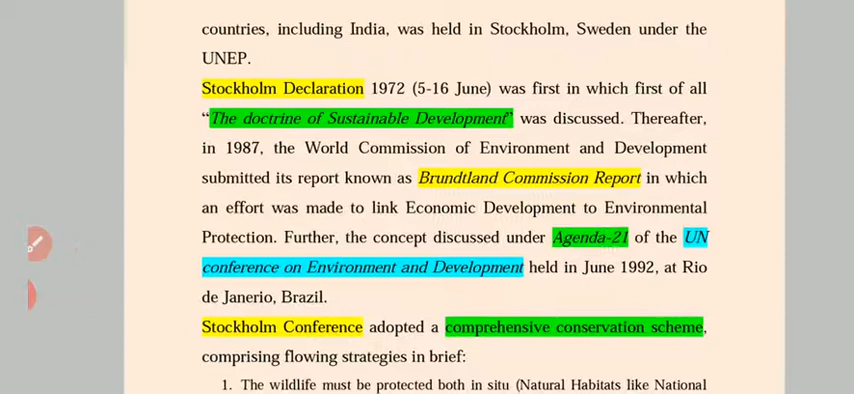 countries, including India, was held in Stockholm, Sweden under the
UNEP.
Stockholm Declaration 1972 (5-16 June) was first in which first of all
“The doctrine of Sustainable Development” was discussed. Thereafter,
in 1987, the World Commission of Environment and Development
submitted its report known as Brundtland Commission Report in which
an effort was made to link Economic Development to Environmental
Protection. Further, the concept discussed under Agenda-21 of the UN
conference on Environment and Development held in June 1992, at Rio
de Janerio, Brazil.
Stockholm Conference adopted a comprehensive conservation scheme,
comprising flowing strategies in brief:
1. The wildlife must be protected both in situ (Natural Habitats like National